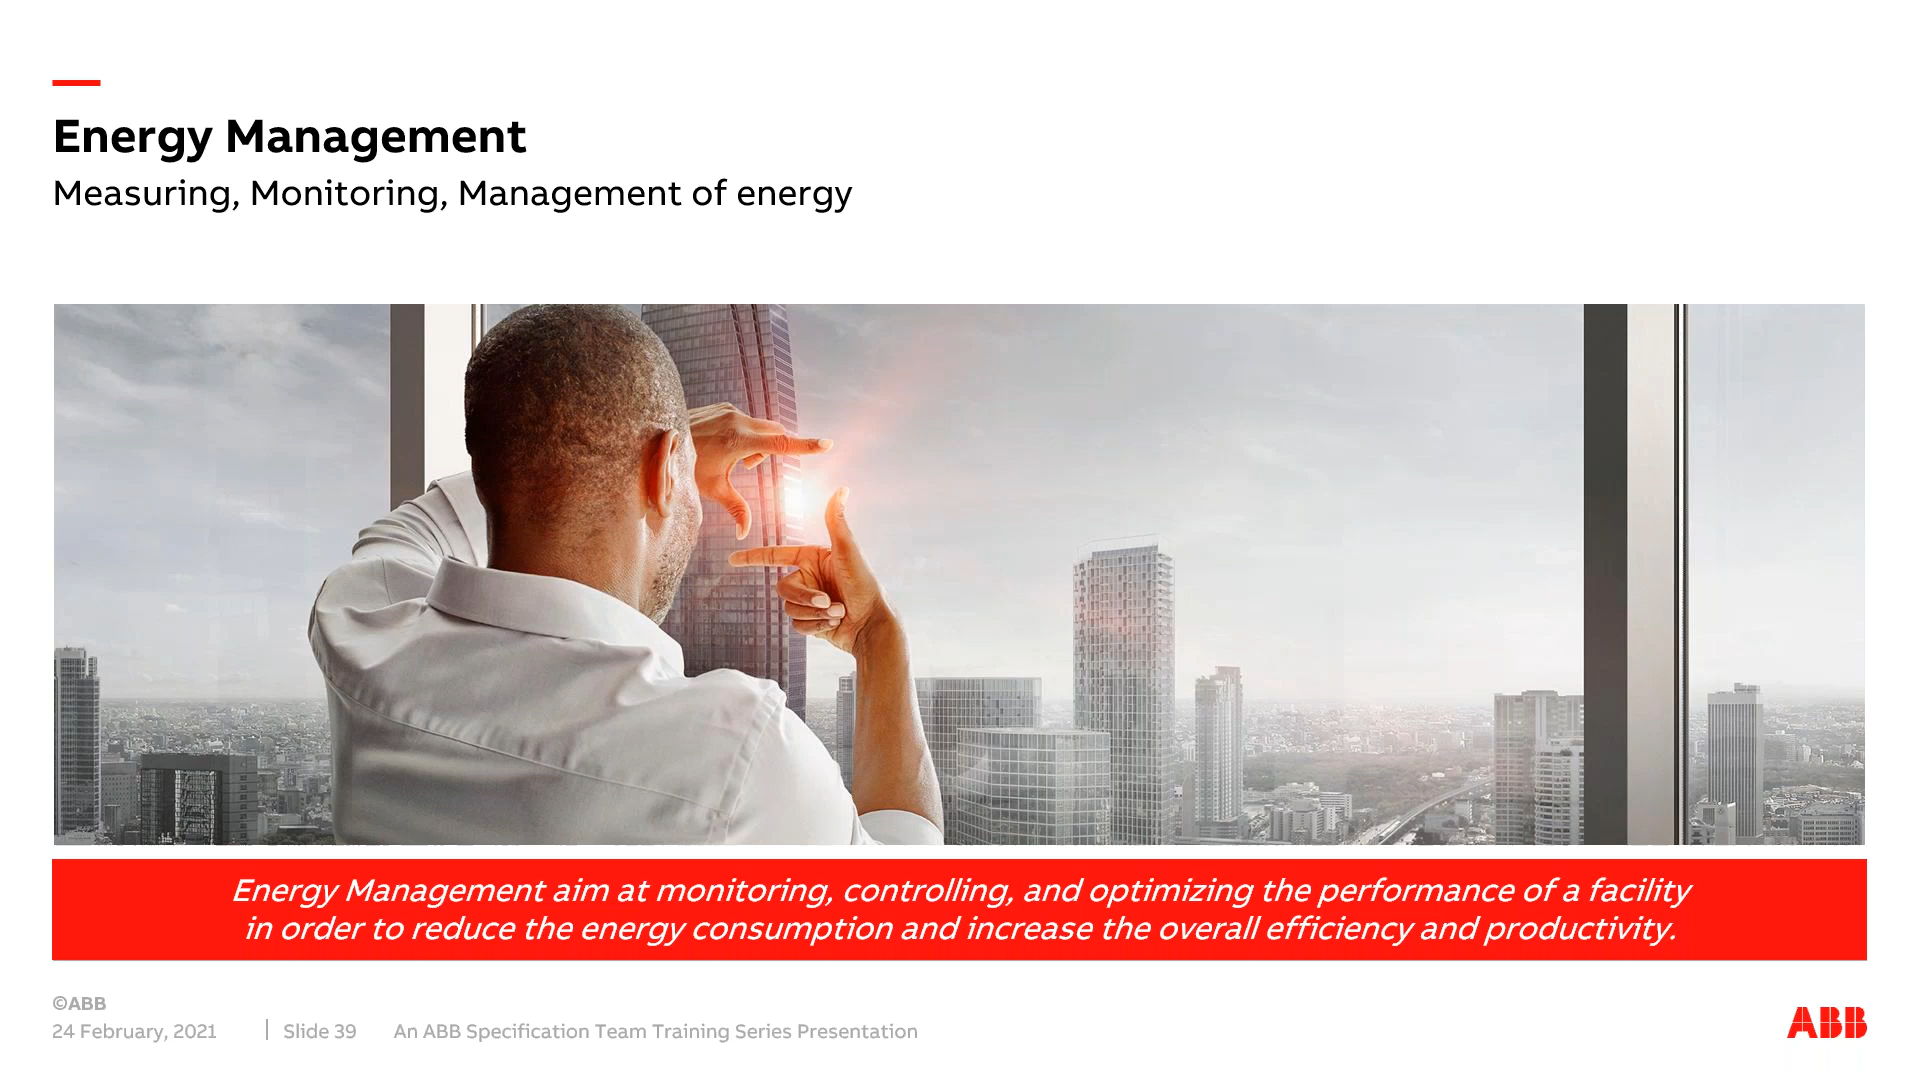 Energy Management
Measuring, Monitoring, Management of energy
Energy Management aim at monitoring, controlling, and optimizing the performance of a facility
in order to reduce the energy consumption and increase the overall efficiency and productivity.
©ABB
24 February, 2021 | Slide 39 An ABB Specification Team Training Series Presentation
ABB